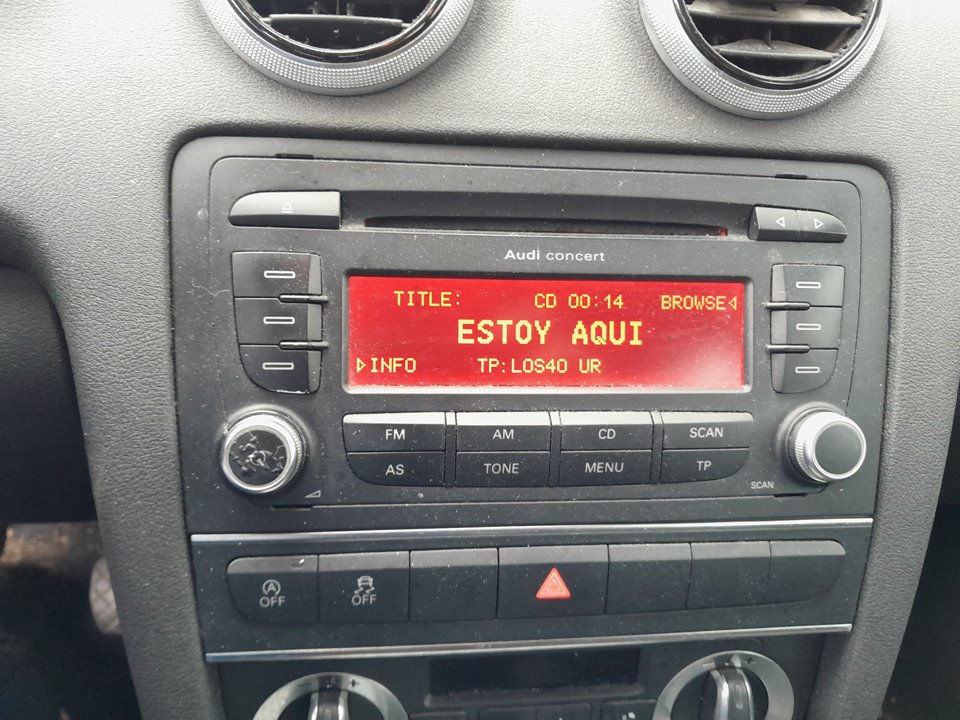 Audi concert
TITLE: CD 00:14 BROWSE
ESTOY AQUI
INFO TP:LOS40 UR
FM AM CD SCAN
AS TONE MENU TP
SCAN
A OFF OFF